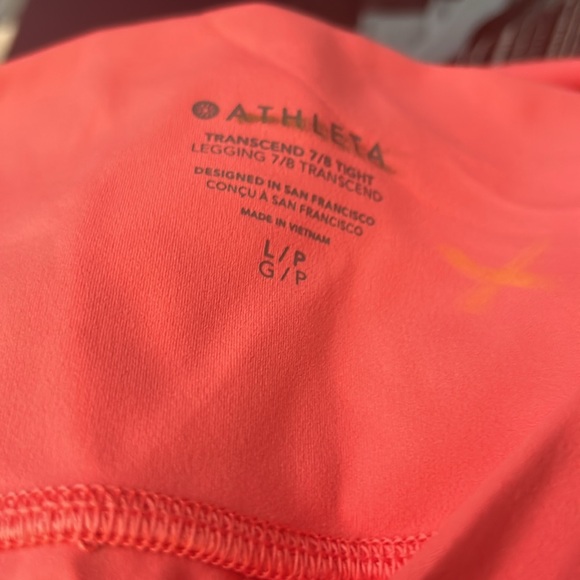 ATHLETA
TRANSCEND 7/8 TIGHT
LEGGING 7/8 TRANSCEND
DESIGNED IN SAN FRANCISCO
CONÇU À SAN FRANCISCO
MADE IN VIETNAM
L/P
G/P